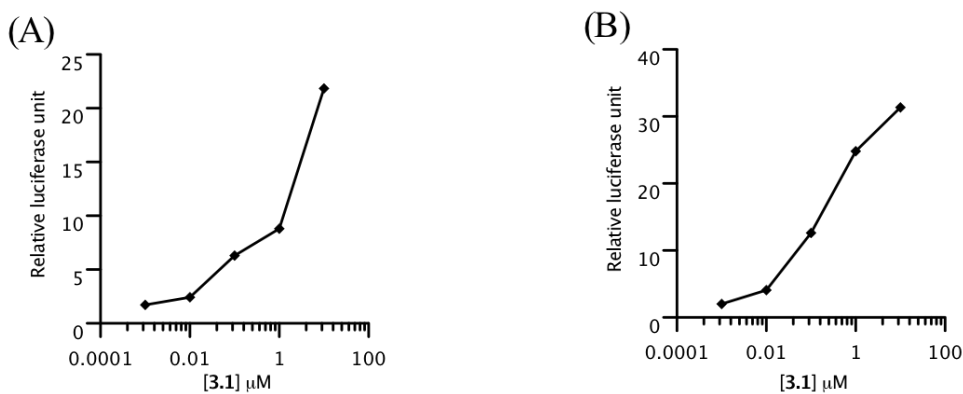 (A)
Relative luciferase unit
25
20
15
10
5
0
0.0001 0.01 1 100
[3.1] μM
(B)
Relative luciferase unit
40
30
20
10
0
0.0001 0.01 1 100
[3.1] μM